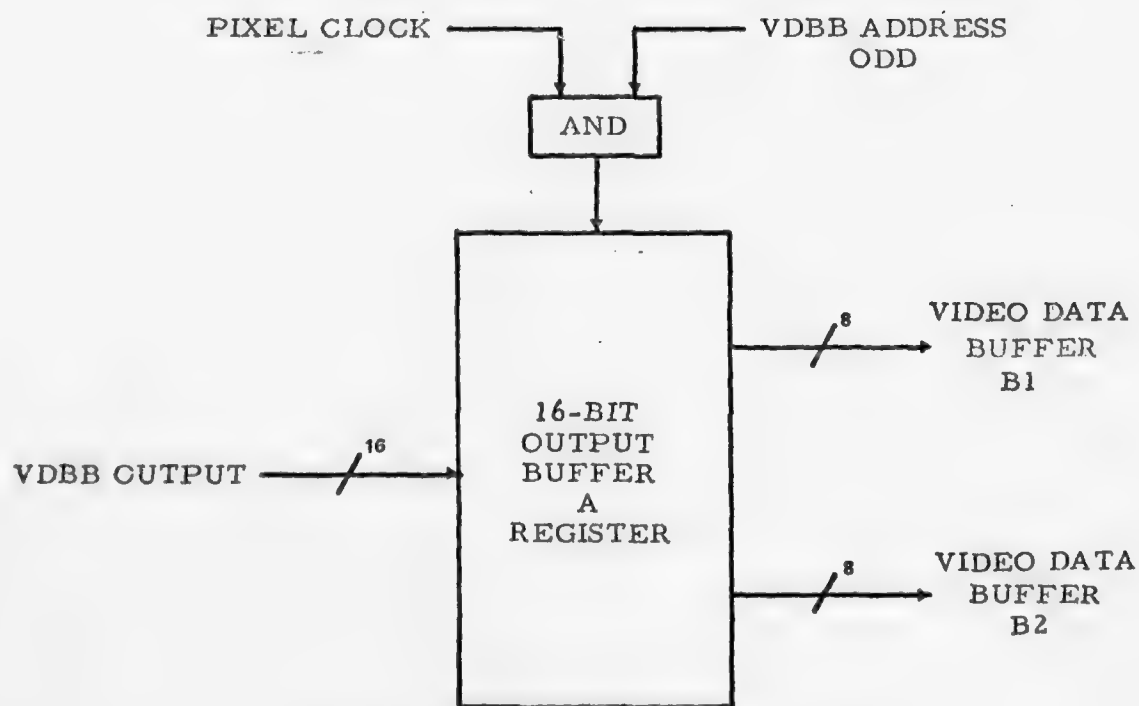 PIXEL CLOCK
VDBB ADDRESS
ODD
AND
8
VIDEO DATA
BUFFER
B1
16-BIT
OUTPUT
BUFFER
A
REGISTER
VDBB OUTPUT
16
8
VIDEO DATA
BUFFER
B2